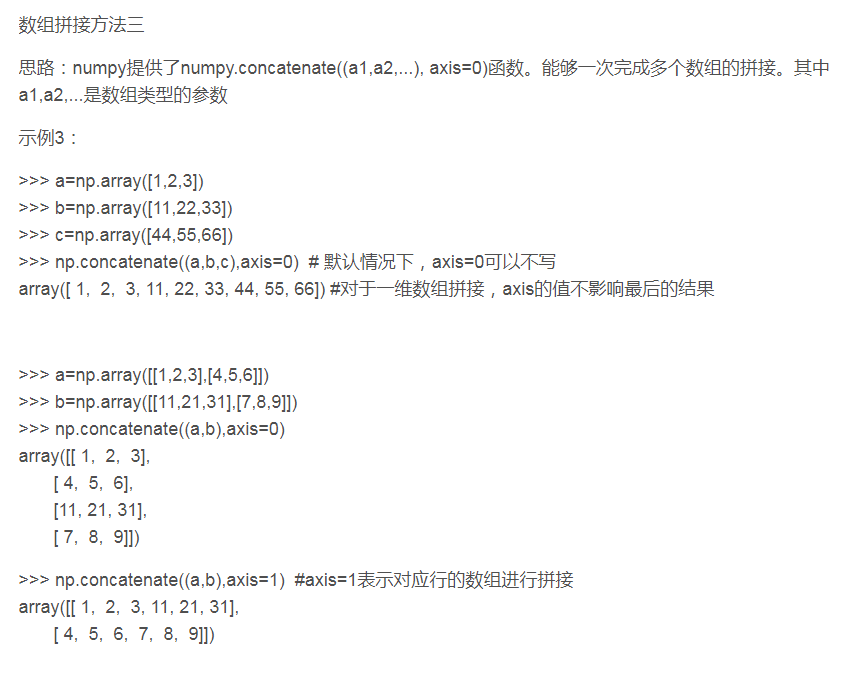 数组拼接方法三
思路：numpy提供了numpy.concatenate((a1,a2,...), axis=0)函数。能够一次完成多个数组的拼接。其中
a1,a2,...是数组类型的参数
示例3：
>>> a=np.array([1,2,3])
>>> b=np.array([11,22,33])
>>> c=np.array([44,55,66])
>>> np.concatenate((a,b,c),axis=0)  # 默认情况下，axis=0可以不写
array([ 1,  2,  3, 11, 22, 33, 44, 55, 66]) #对于一维数组拼接，axis的值不影响最后的结果
>>> a=np.array([[1,2,3],[4,5,6]])
>>> b=np.array([[11,21,31],[7,8,9]])
>>> np.concatenate((a,b),axis=0)
array([[ 1,  2,  3],
[ 4,  5,  6],
[11, 21, 31],
[ 7,  8,  9]])
>>> np.concatenate((a,b),axis=1)  #axis=1表示对应行的数组进行拼接
array([[ 1,  2,  3, 11, 21, 31],
[ 4,  5,  6,  7,  8,  9]])